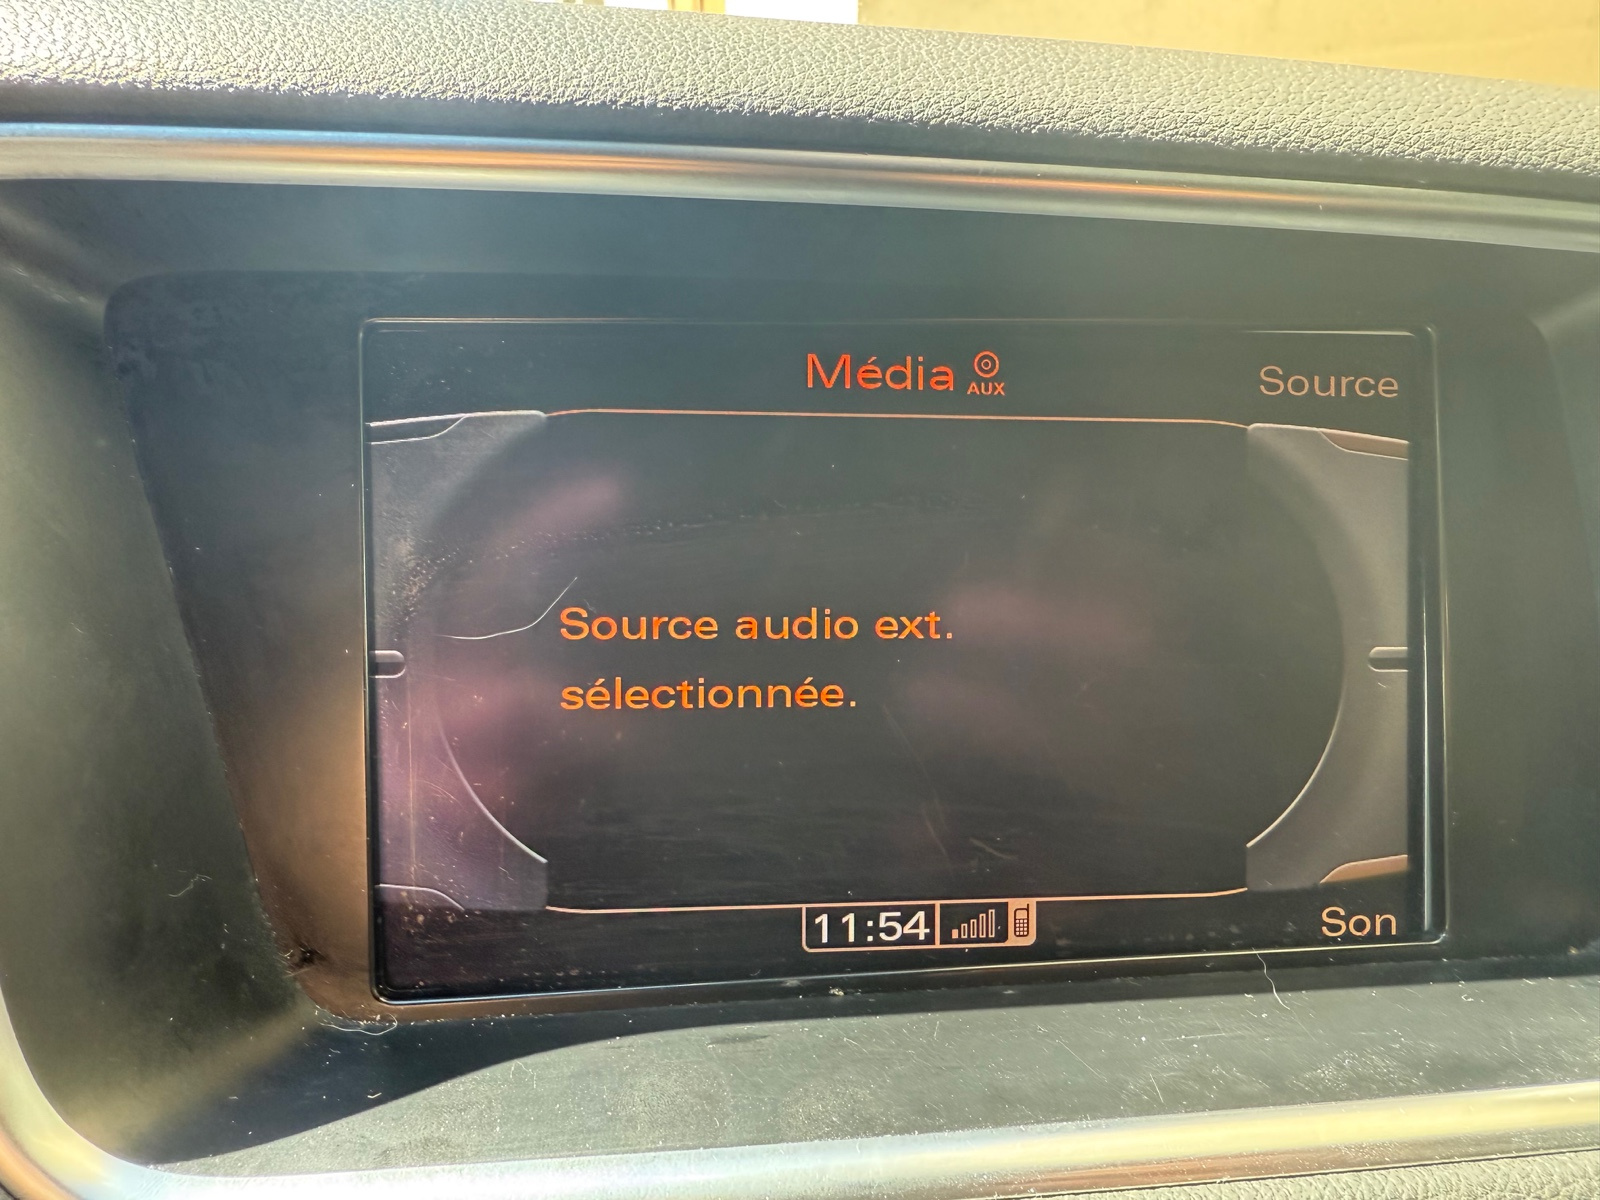 Média AUX
Source
Source audio ext.
sélectionnée.
11:54
Son